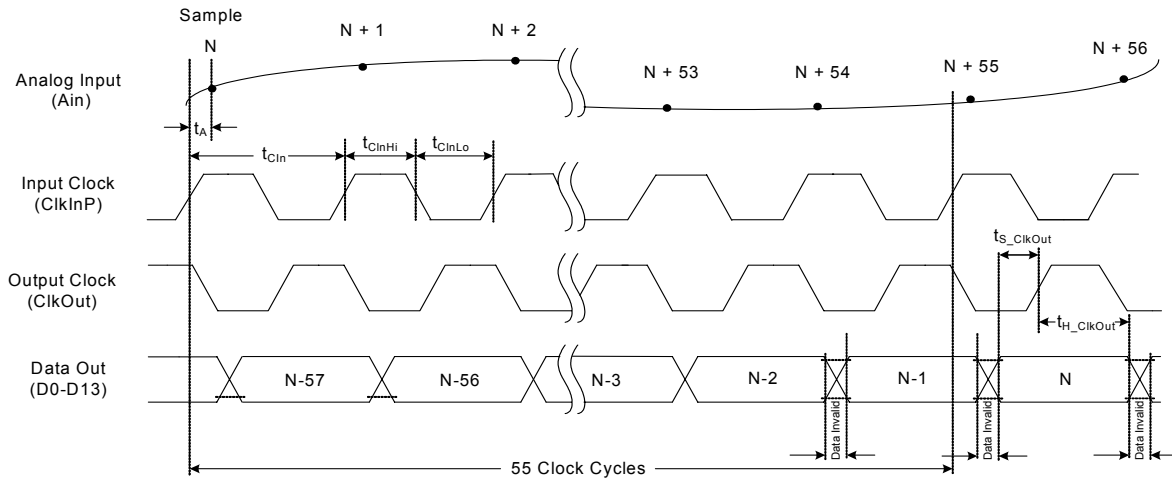 Sample
N
N + 1
N + 2
N + 53
N + 54
N + 55
N + 56
Analog Input
(Ain)
tA
tCIn
tCInHi
tCInLo
Input Clock
(ClkInP)
tS_ClkOut
Output Clock
(ClkOut)
tH_ClkOut
Data Out
(D0-D13)
N-57
N-56
N-3
N-2
N-1
N
Data Invalid
Data Invalid
Data Invalid
55 Clock Cycles